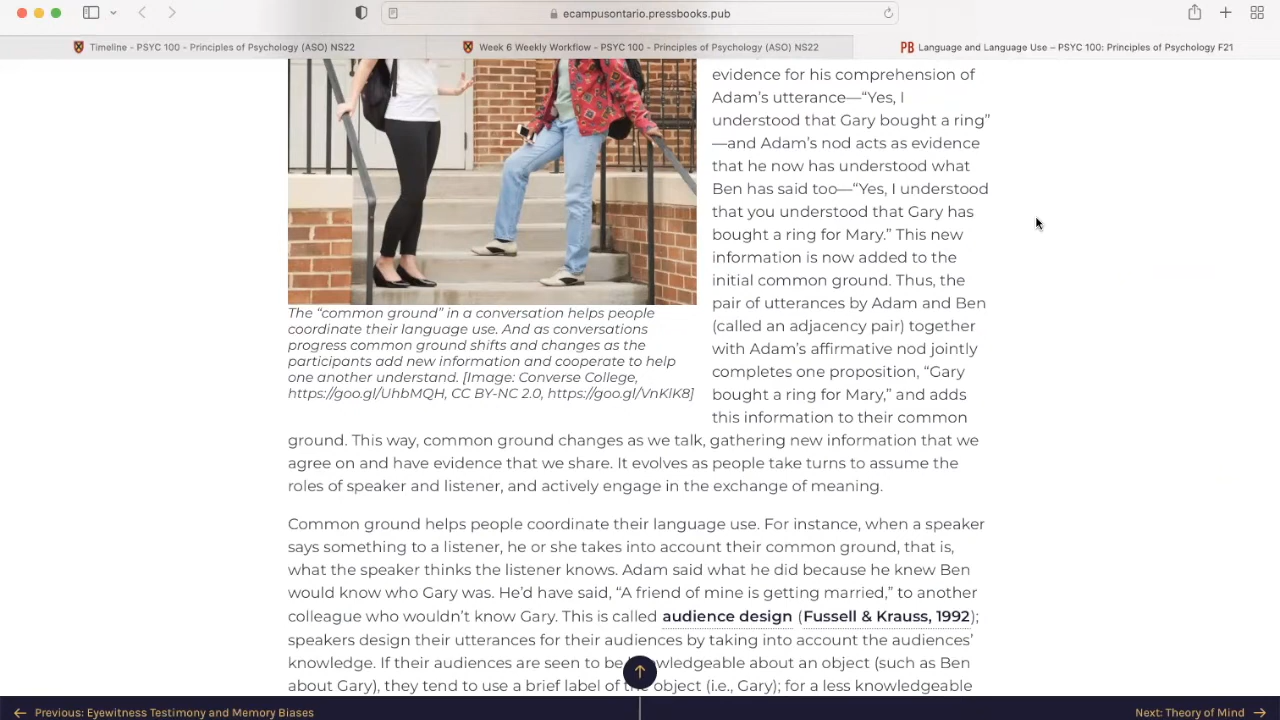 ecampusontario.pressbooks.pub
Timeline - PSYC 100 - Principles of Psychology (ASO) NS22
Week 6 Weekly Workflow - PSYC 100 - Principles of Psychology (ASO) NS22
PB Language and Language Use – PSYC 100: Principles of Psychology F21
evidence for his comprehension of
Adam’s utterance—“Yes, I
understood that Gary bought a ring”
—and Adam’s nod acts as evidence
that he now has understood what
Ben has said too—“Yes, I understood
that you understood that Gary has
bought a ring for Mary.” This new
information is now added to the
initial common ground. Thus, the
pair of utterances by Adam and Ben
(called an adjacency pair) together
with Adam’s affirmative nod jointly
completes one proposition, “Gary
bought a ring for Mary,” and adds
this information to their common
The “common ground” in a conversation helps people
coordinate their language use. And as conversations
progress common ground shifts and changes as the
participants add new information and cooperate to help
one another understand. [Image: Converse College,
https://goo.gl/UhbMQH, CC BY-NC 2.0, https://goo.gl/VnKlK8]
ground. This way, common ground changes as we talk, gathering new information that we
agree on and have evidence that we share. It evolves as people take turns to assume the
roles of speaker and listener, and actively engage in the exchange of meaning.
Common ground helps people coordinate their language use. For instance, when a speaker
says something to a listener, he or she takes into account their common ground, that is,
what the speaker thinks the listener knows. Adam said what he did because he knew Ben
would know who Gary was. He’d have said, “A friend of mine is getting married,” to another
colleague who wouldn’t know Gary. This is called audience design (Fussell & Krauss, 1992);
speakers design their utterances for their audiences by taking into account the audiences’
knowledge. If their audiences are seen to be knowledgeable about an object (such as Ben
about Gary), they tend to use a brief label of the object (i.e., Gary); for a less knowledgeable
← Previous: Eyewitness Testimony and Memory Biases
Next: Theory of Mind →